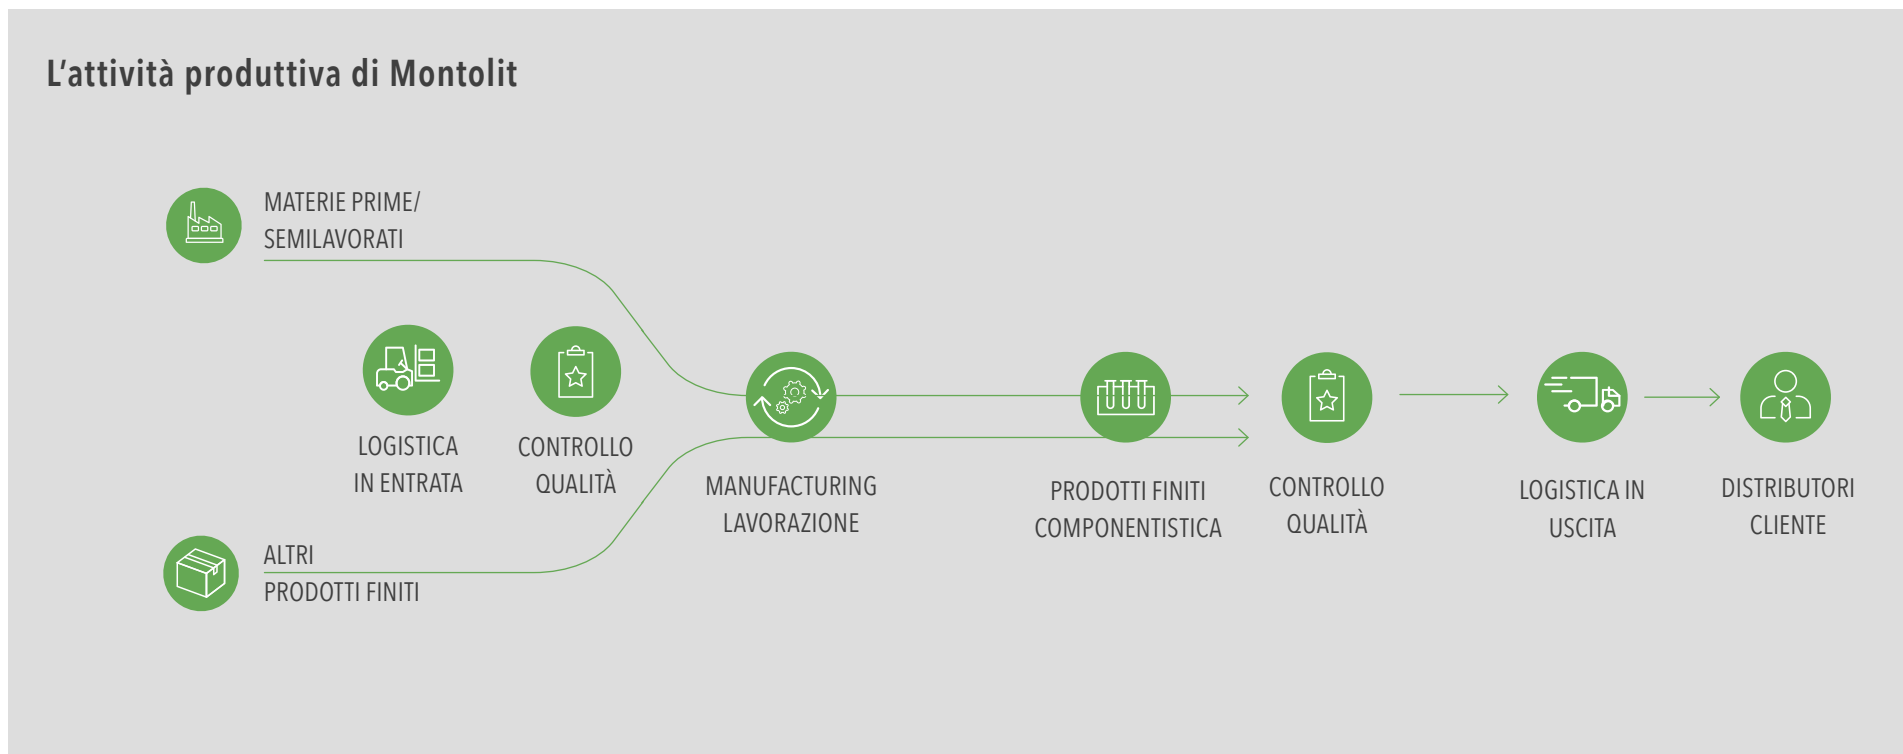 L'attività produttiva di Montolit
MATERIE PRIME/
SEMILAVORATI
LOGISTICA
IN ENTRATA
CONTROLLO
QUALITÀ
ALTRI
PRODOTTI FINITI
MANUFACTURING
LAVORAZIONE
PRODOTTI FINITI
COMPONENTISTICA
CONTROLLO
QUALITÀ
LOGISTICA IN
USCITA
DISTRIBUTORI
CLIENTE